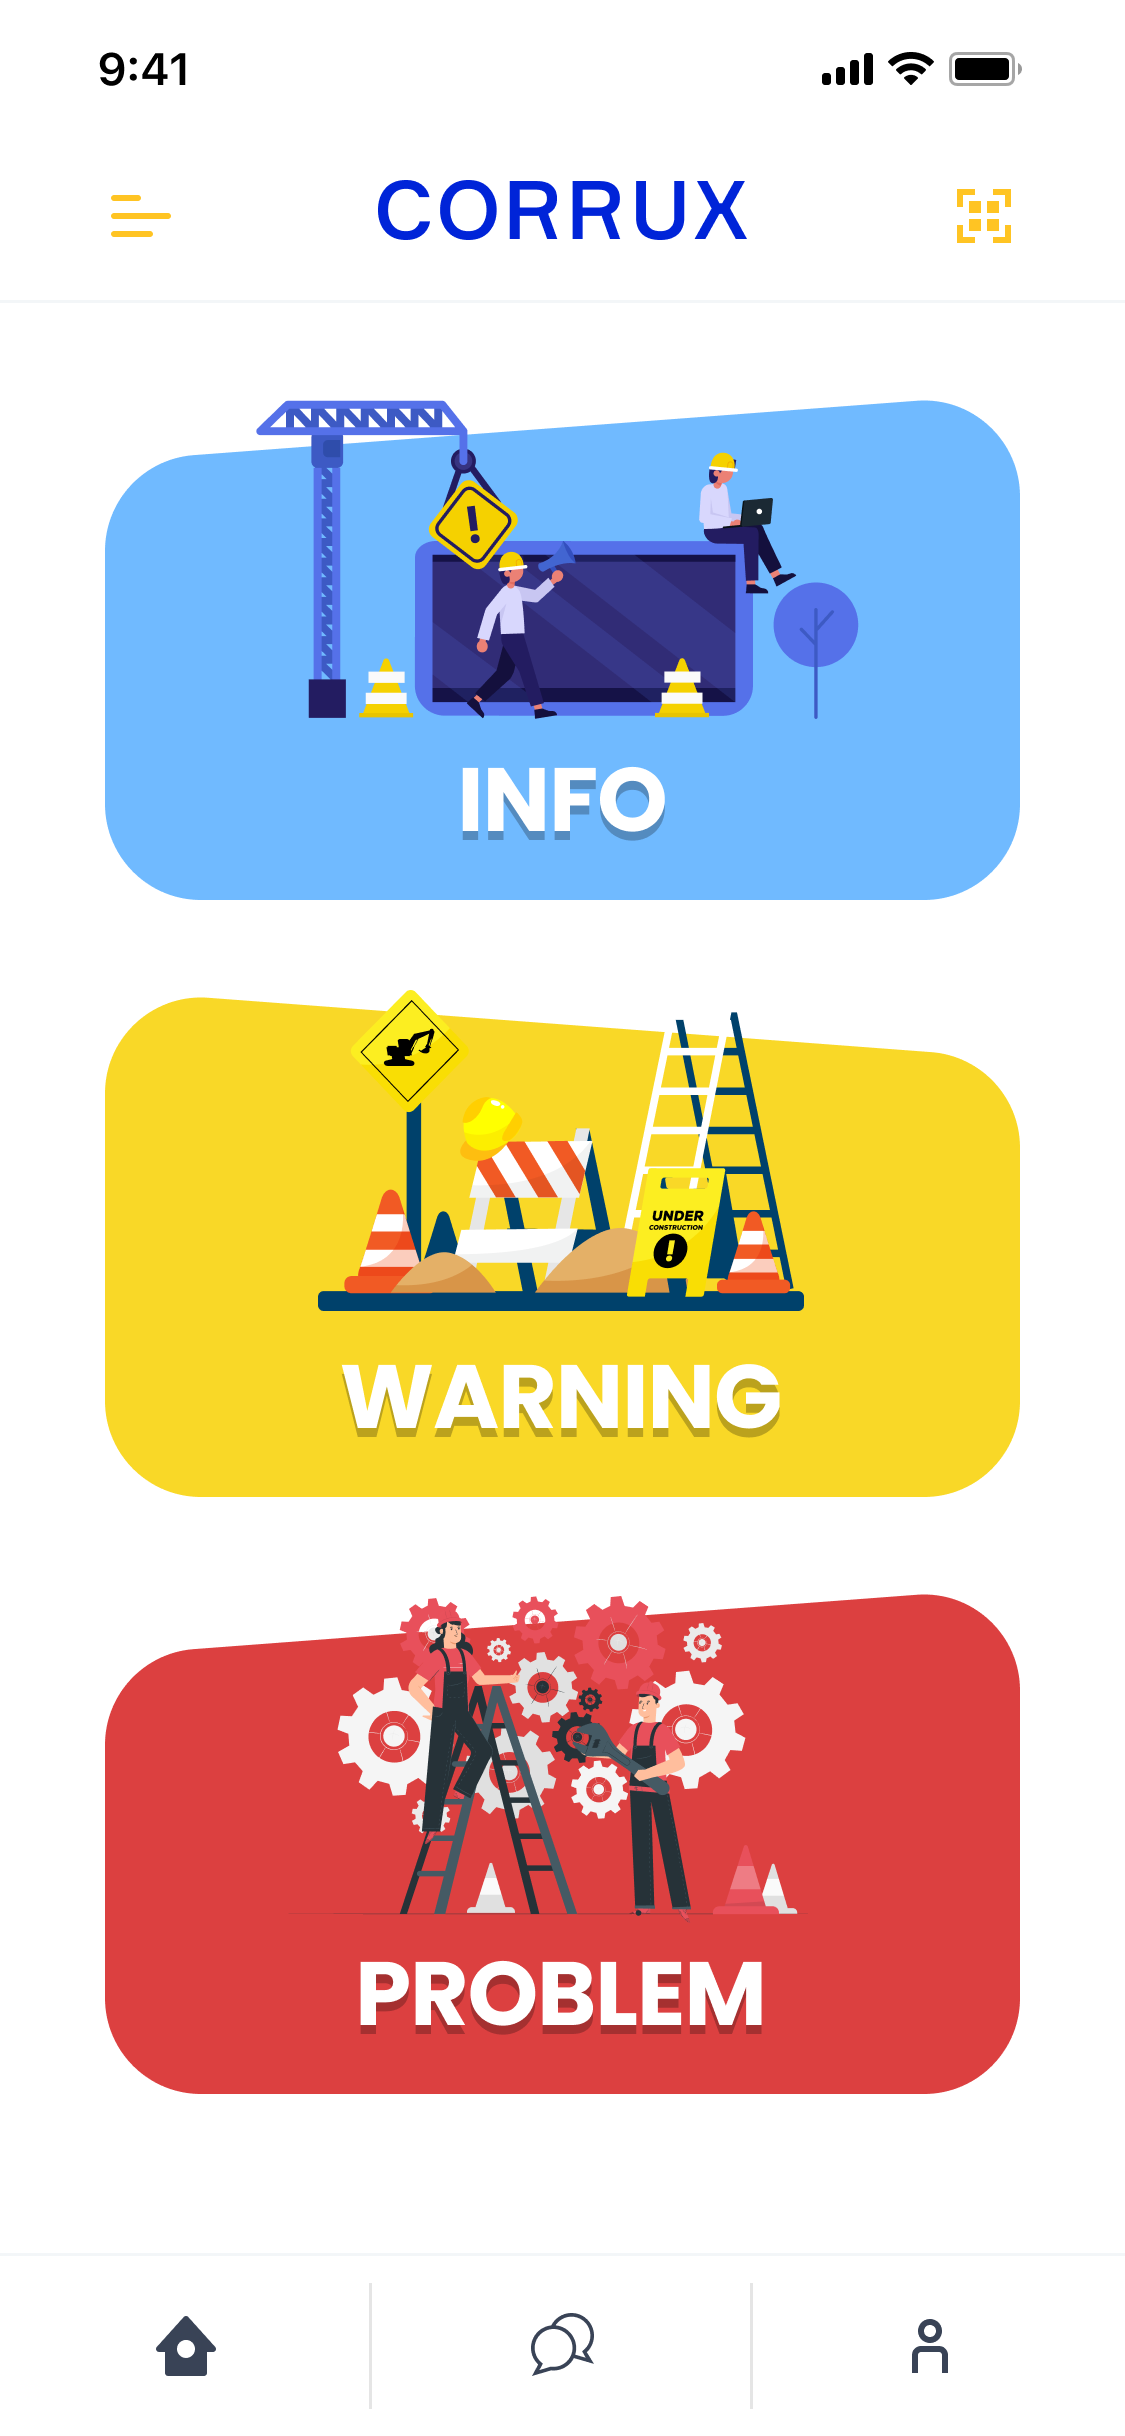 9:41
CORRUX
!
INFO
UNDER
CONSTRUCTION
!
WARNING
PROBLEM